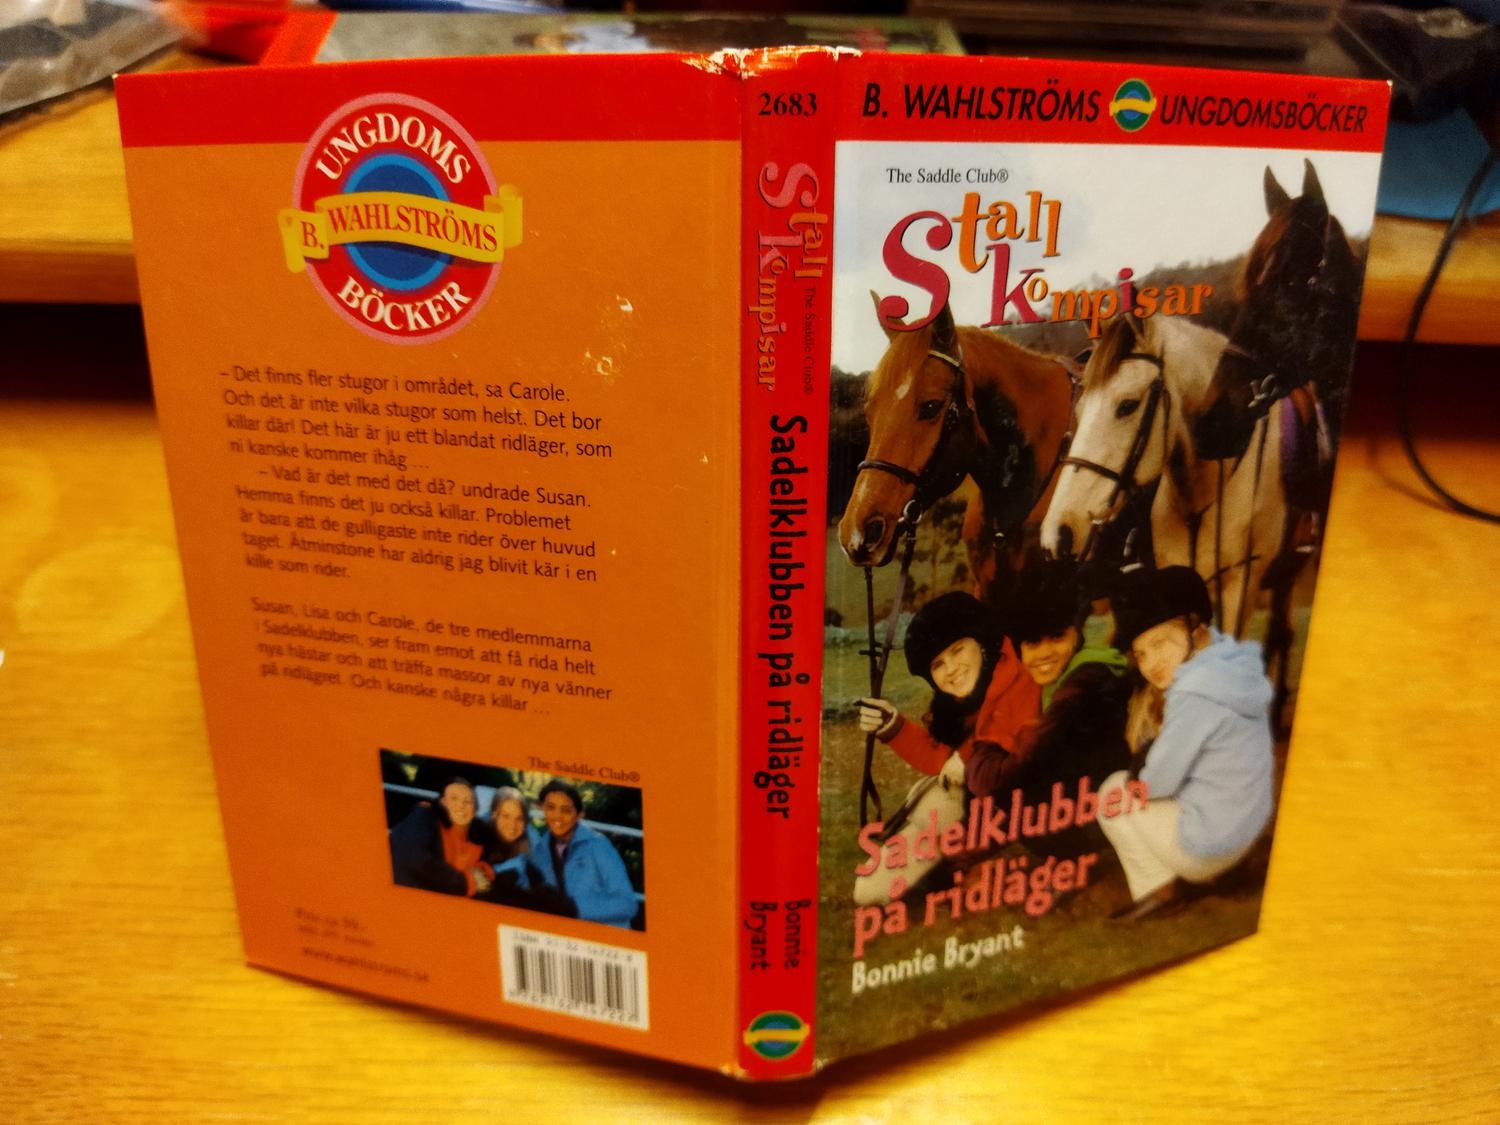 UNGDOMS
B. WAHLSTRÖMS
BÖCKER
– Det finns fler stugor i området, sa Carole.
Och det är inte vilka stugor som helst. Det bor
killar där! Det här är ju ett blandat ridläger, som
ni kanske kommer ihåg ...
– Vad är det med det då? undrade Susan.
Hemma finns det ju också killar. Problemet
är bara att de gulligaste inte rider över huvud
taget. Åtminstone har aldrig jag blivit kär i en
kille som rider.
Susan, Lisa och Carole, de tre medlemmarna
i Sadelklubben, ser fram emot att få rida helt
nya hästar och att träffa massor av nya vänner
på ridlägret. Och kanske några killar ...
The Saddle Club®
www.wahlstroms.se
2683
Stall
Kompisar
The Saddle Club®
Sadelklubben på ridläger
Bonnie
Bryant
B. WAHLSTRÖMS UNGDOMSBÖCKER
The Saddle Club®
Stall
Kompisar
Sadelklubben
på ridläger
Bonnie Bryant